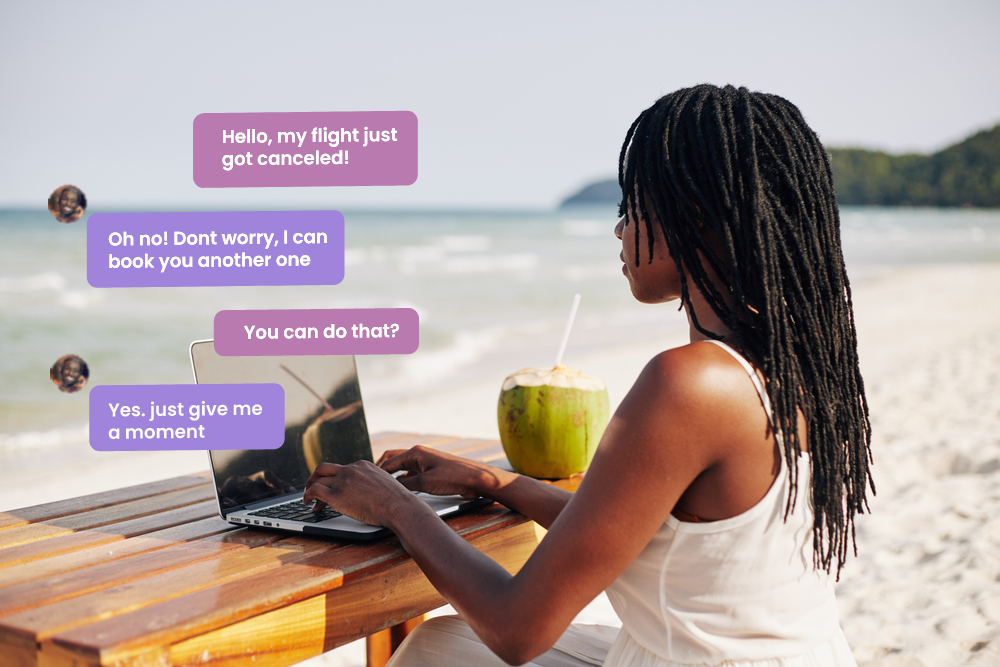 Hello, my flight just
got canceled!
Oh no! Dont worry, I can
book you another one
You can do that?
Yes. just give me
a moment